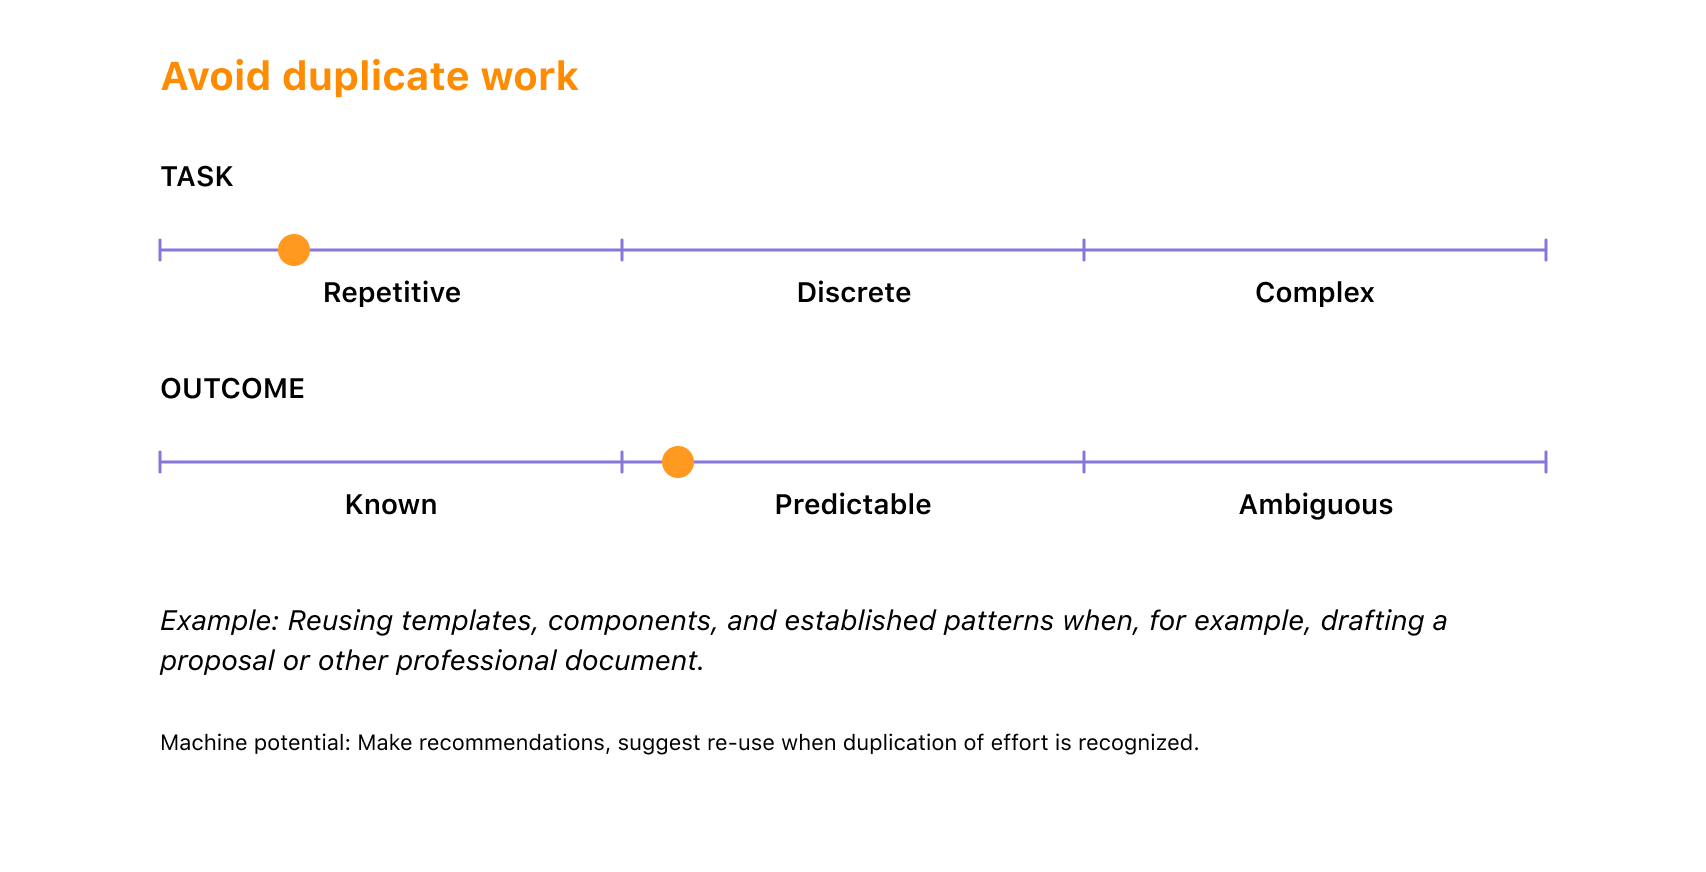 Avoid duplicate work
TASK
Repetitive Discrete Complex
OUTCOME
Known Predictable Ambiguous
Example: Reusing templates, components, and established patterns when, for example, drafting a
proposal or other professional document.
Machine potential: Make recommendations, suggest re-use when duplication of effort is recognized.